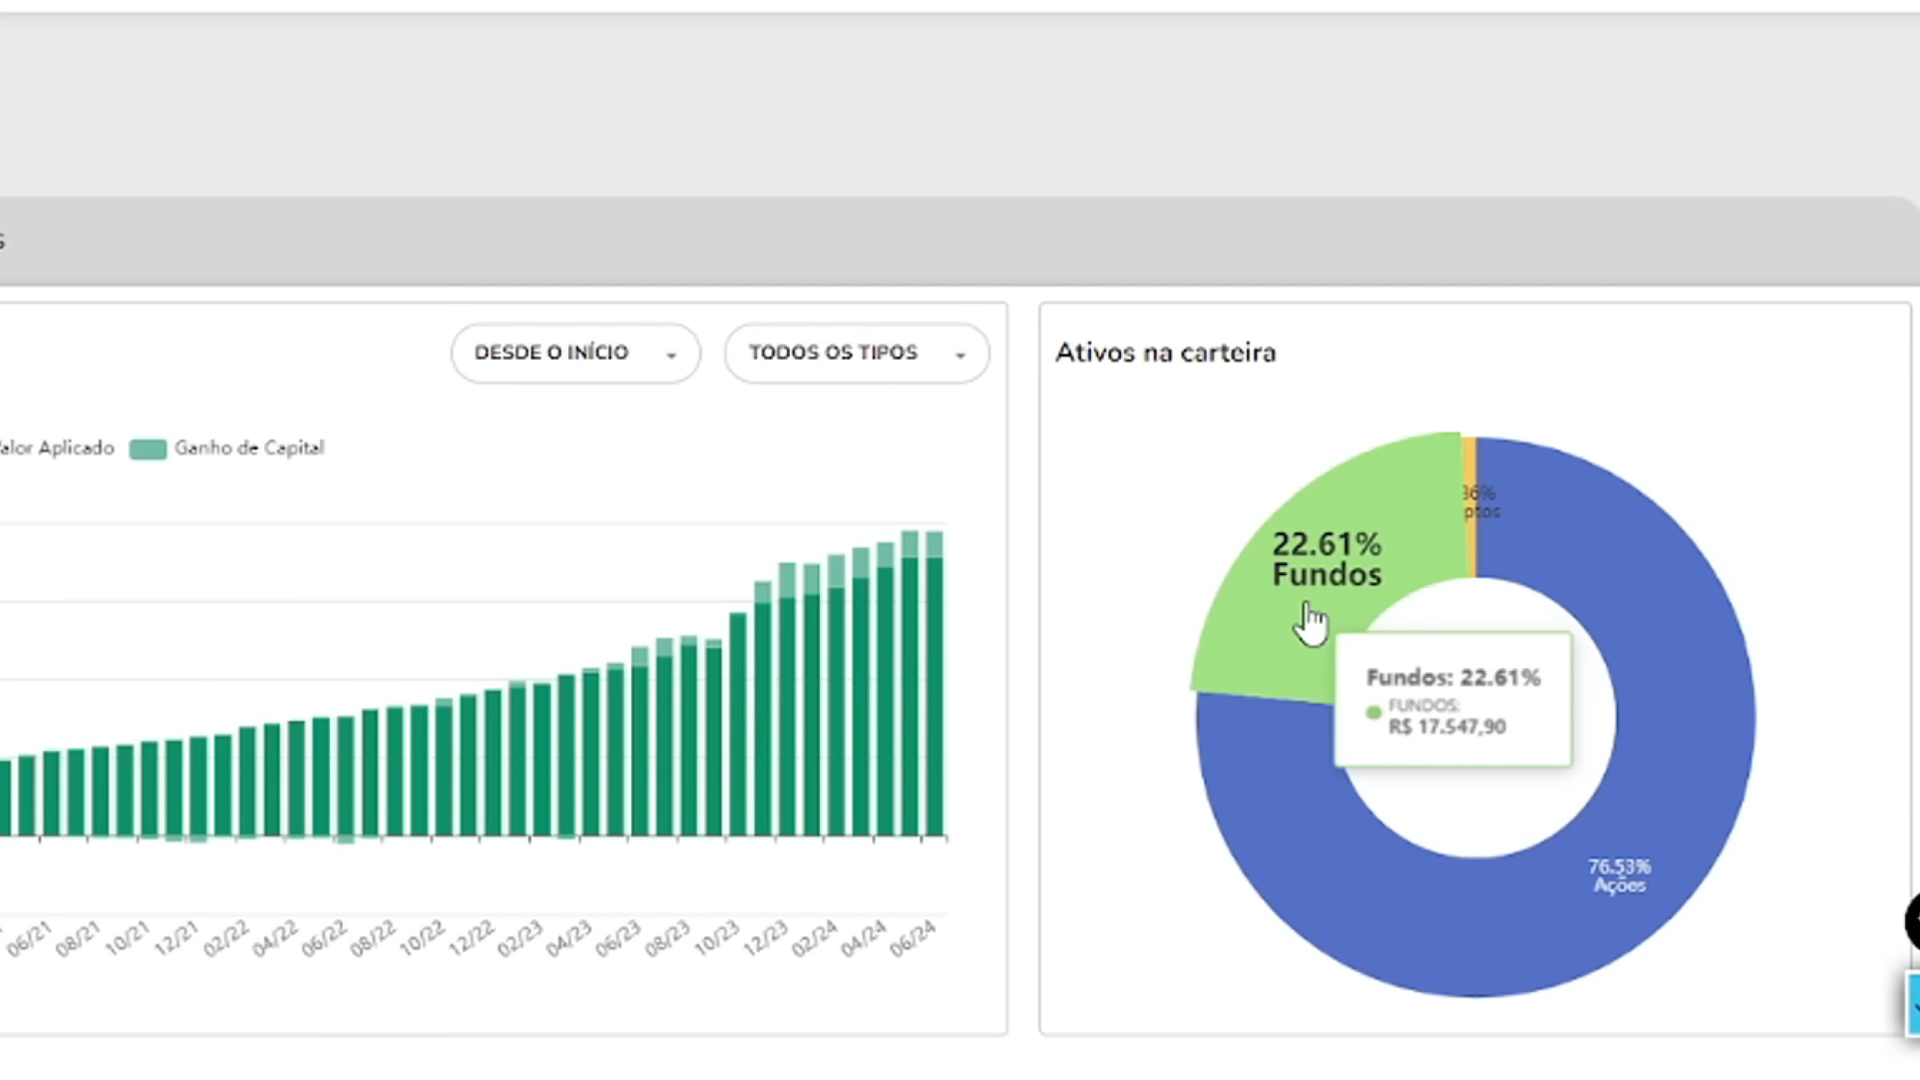 DESDE O INÍCIO
TODOS OS TIPOS
Aplicado
Ganho de Capital
06/21 08/21 10/21 12/21 02/22 04/22 06/22 08/22 10/22 12/22 02/23 04/23 06/23 08/23 10/23 12/23 02/24 04/24 06/24
Ativos na carteira
22.61%
Fundos
Fundos: 22.61%
FUNDOS:
R$ 17.547,90
76.53%
Ações